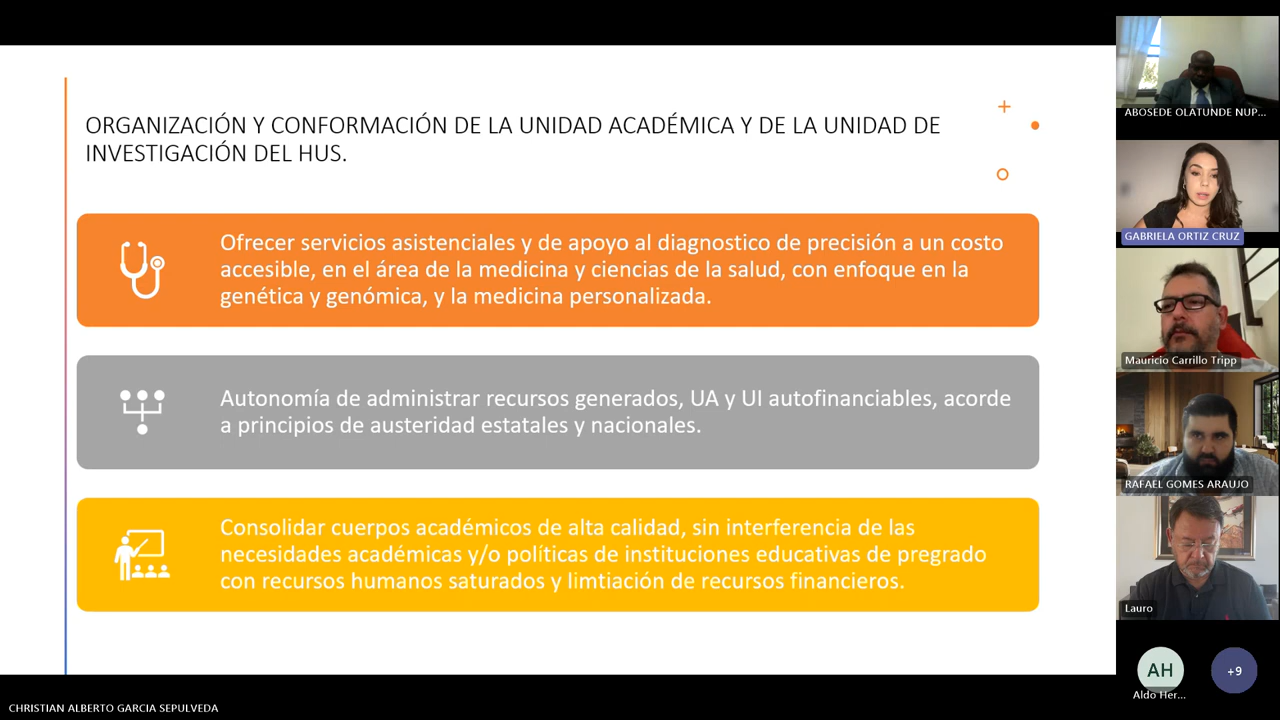 ORGANIZACIÓN Y CONFORMACIÓN DE LA UNIDAD ACADÉMICA Y DE LA UNIDAD DE
INVESTIGACIÓN DEL HUS.
Ofrecer servicios asistenciales y de apoyo al diagnostico de precisión a un costo
accesible, en el área de la medicina y ciencias de la salud, con enfoque en la
genética y genómica, y la medicina personalizada.
Autonomía de administrar recursos generados, UA y UI autofinanciables, acorde
a principios de austeridad estatales y nacionales.
Consolidar cuerpos académicos de alta calidad, sin interferencia de las
necesidades académicas y/o políticas de instituciones educativas de pregrado
con recursos humanos saturados y limtiación de recursos financieros.
ABOSEDE OLATUNDE NUP...
GABRIELA ORTIZ CRUZ
Mauricio Carrillo Tripp
RAFAEL GOMES ARAUJO
Lauro
AH
Aldo Her...
+9
CHRISTIAN ALBERTO GARCIA SEPULVEDA